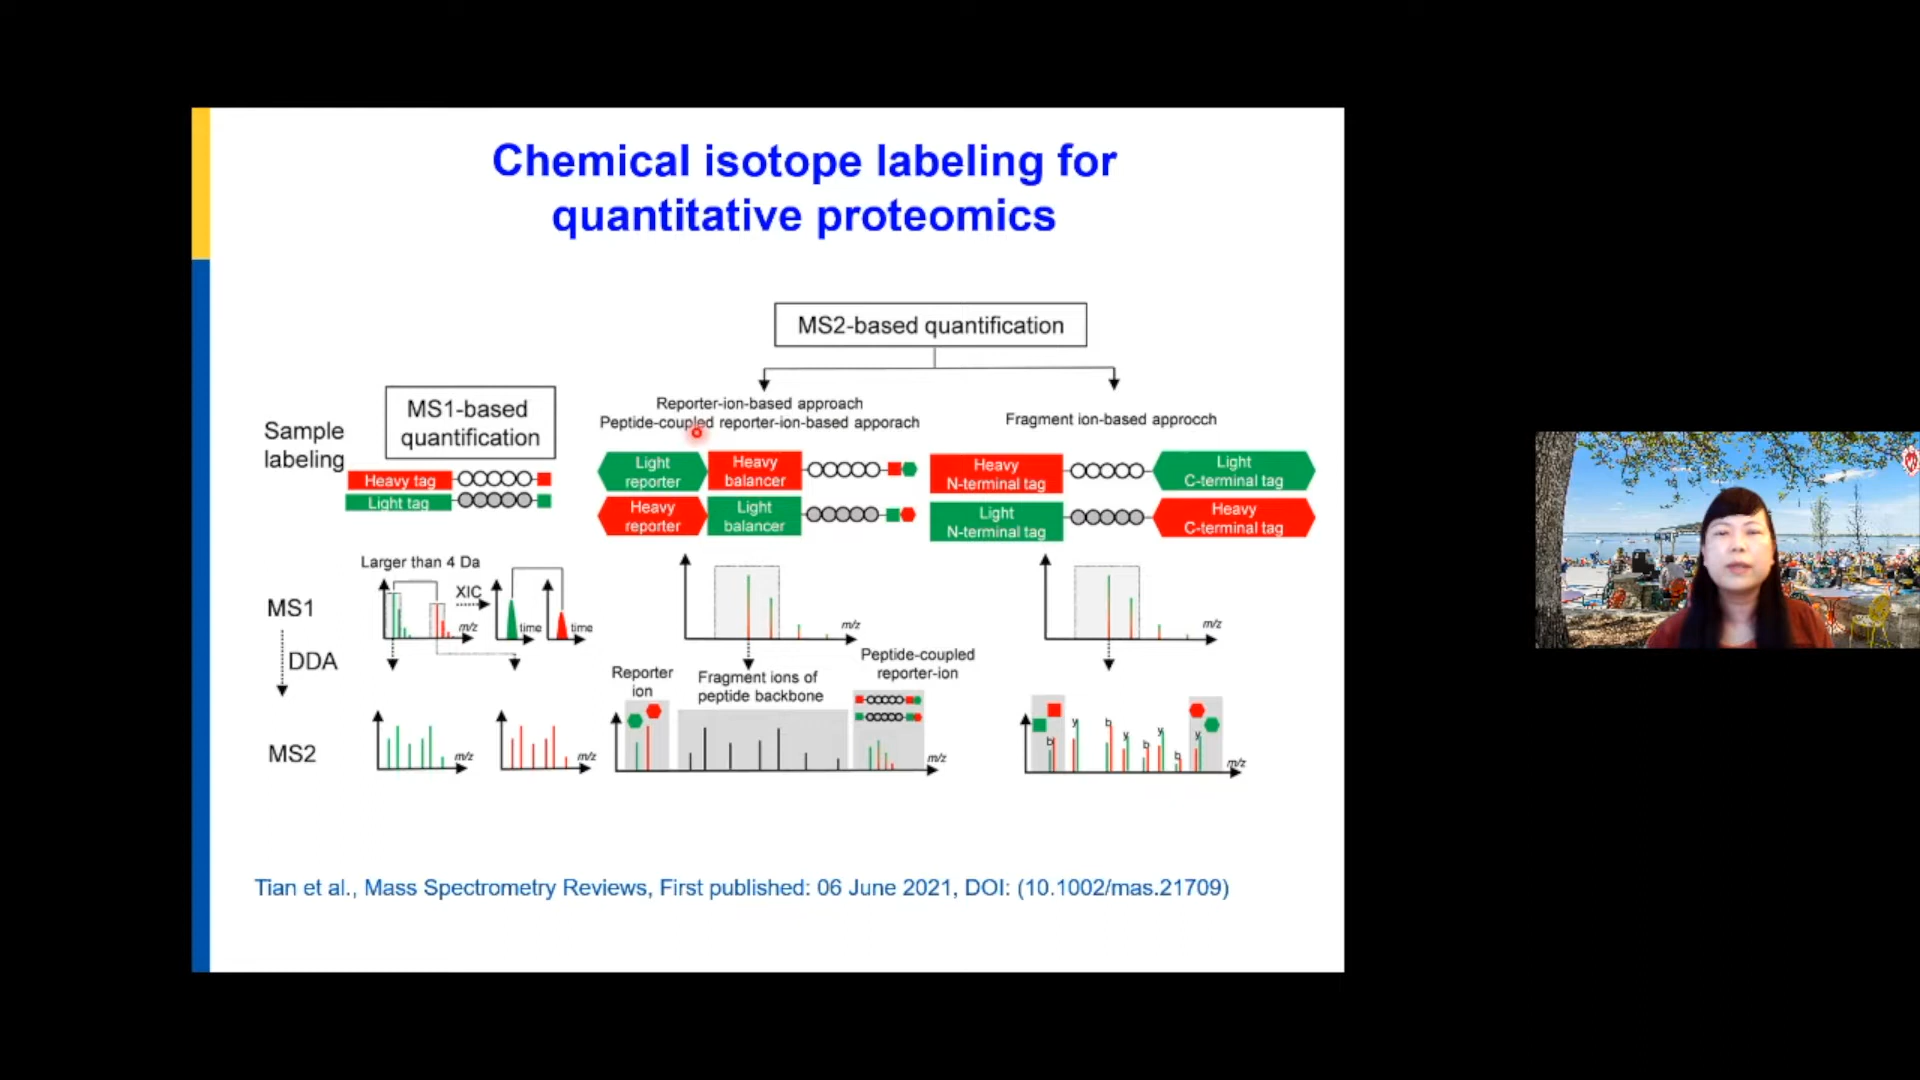 Chemical isotope labeling for
quantitative proteomics
MS2-based quantification
MS1-based
quantification
Sample
labeling
Heavy tag
Light tag
Reporter-ion-based approach
Peptide-coupled reporter-ion-based apporach
Fragment ion-based approcch
Light
reporter
Heavy
balancer
Heavy
reporter
Light
balancer
Heavy
N-terminal tag
Light
C-terminal tag
Light
N-terminal tag
Heavy
C-terminal tag
Larger than 4 Da
MS1
XIC
m/z
time
time
m/z
m/z
DDA
Reporter
ion
Fragment ions of
peptide backbone
Peptide-coupled
reporter-ion
MS2
m/z
m/z
m/z
b
y
b
y
b
y
b
y
m/z
Tian et al., Mass Spectrometry Reviews, First published: 06 June 2021, DOI: (10.1002/mas.21709)